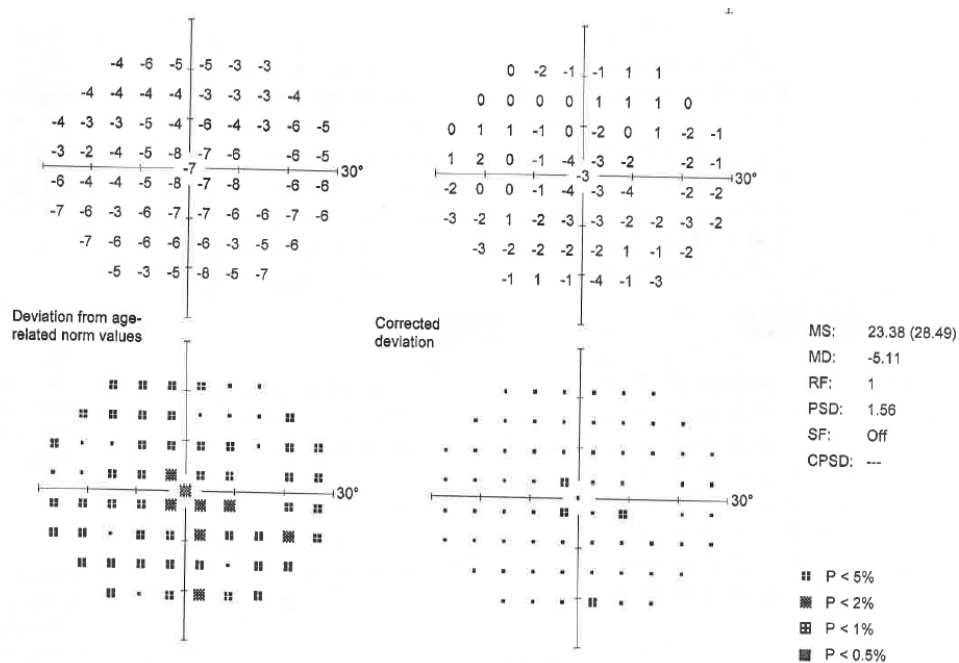 -4 -6 -5 -5 -3 -3
-4 -4 -4 -4 -3 -3 -3 -4
-4 -3 -3 -5 -4 -6 -4 -3 -6 -5
-3 -2 -4 -5 -8 -7 -6 -6 -5
-7 30°
-6 -4 -4 -5 -8 -7 -8 -6 -6
-7 -6 -3 -6 -7 -7 -6 -6 -7 -6
-7 -6 -6 -6 -6 -3 -5 -6
-5 -3 -5 -8 -5 -7
Deviation from age-
related norm values
0 -2 -1 -1 1 1
0 0 0 0 1 1 1 0
0 1 1 -1 0 -2 0 1 -2 -1
1 2 0 -1 -4 -3 -2 -2 -1
-3 30°
-2 0 0 -1 -4 -3 -4 -2 -2
-3 -2 1 -2 -3 -3 -2 -2 -3 -2
-3 -2 -2 -2 -2 1 -1 -2
-1 1 -1 -4 -1 -3
Corrected
deviation
30°
30°
MS: 23.38 (28.49)
MD: -5.11
RF: 1
PSD: 1.56
SF: Off
CPSD: ---
P < 5%
P < 2%
P < 1%
P < 0.5%